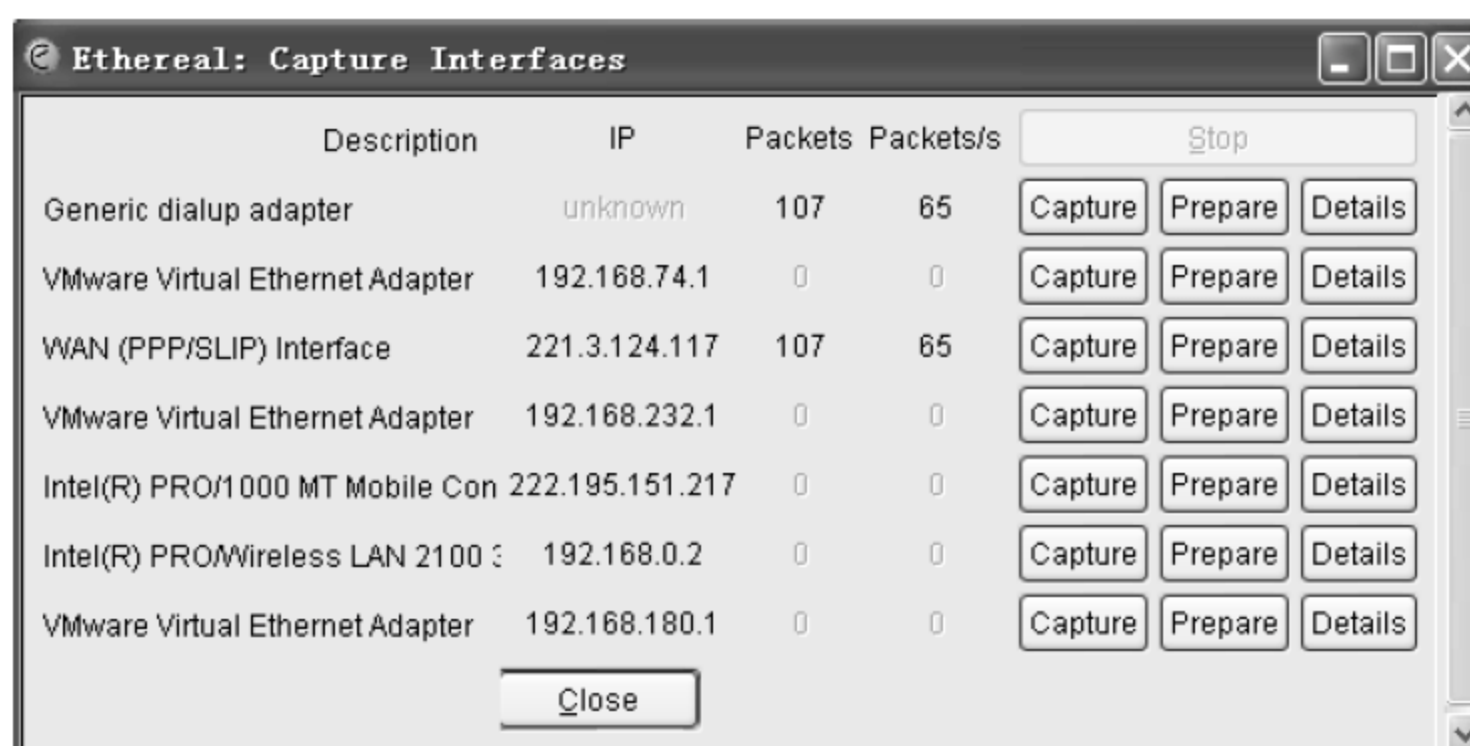 Ethereal: Capture Interfaces
Description IP Packets Packets/s Stop
Generic dialup adapter unknown 107 65 Capture Prepare Details
VMware Virtual Ethernet Adapter 192.168.74.1 0 0 Capture Prepare Details
WAN (PPP/SLIP) Interface 221.3.124.117 107 65 Capture Prepare Details
VMware Virtual Ethernet Adapter 192.168.232.1 0 0 Capture Prepare Details
Intel(R) PRO/1000 MT Mobile Con 222.195.151.217 0 0 Capture Prepare Details
Intel(R) PRO/Wireless LAN 2100 3 192.168.0.2 0 0 Capture Prepare Details
VMware Virtual Ethernet Adapter 192.168.180.1 0 0 Capture Prepare Details
Close